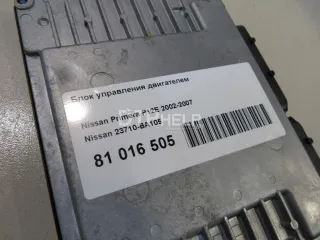 Блок управления двигателем
Nissan Primera P12E 2002-2007
Nissan 23710-BA105
81 016 505